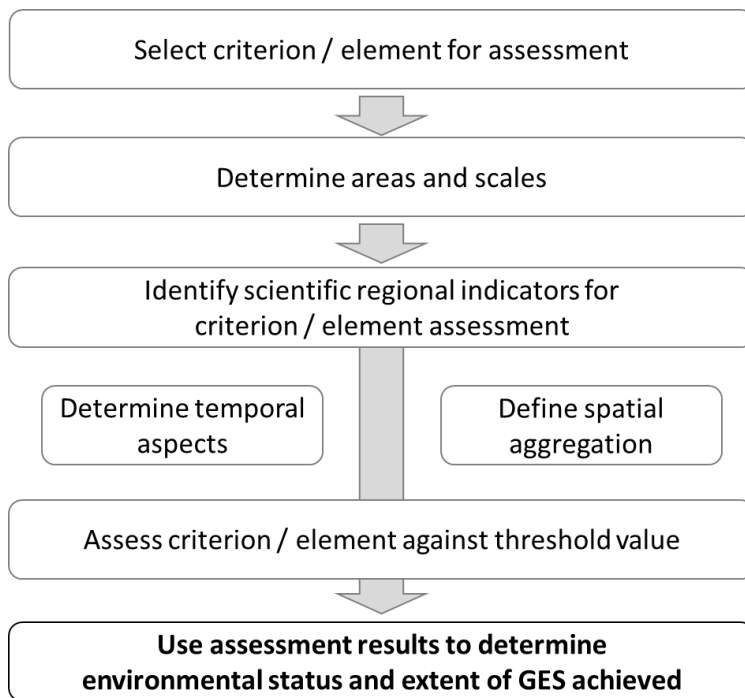 Select criterion / element for assessment
Determine areas and scales
Identify scientific regional indicators for
criterion / element assessment
Determine temporal
aspects
Define spatial
aggregation
Assess criterion / element against threshold value
Use assessment results to determine
environmental status and extent of GES achieved